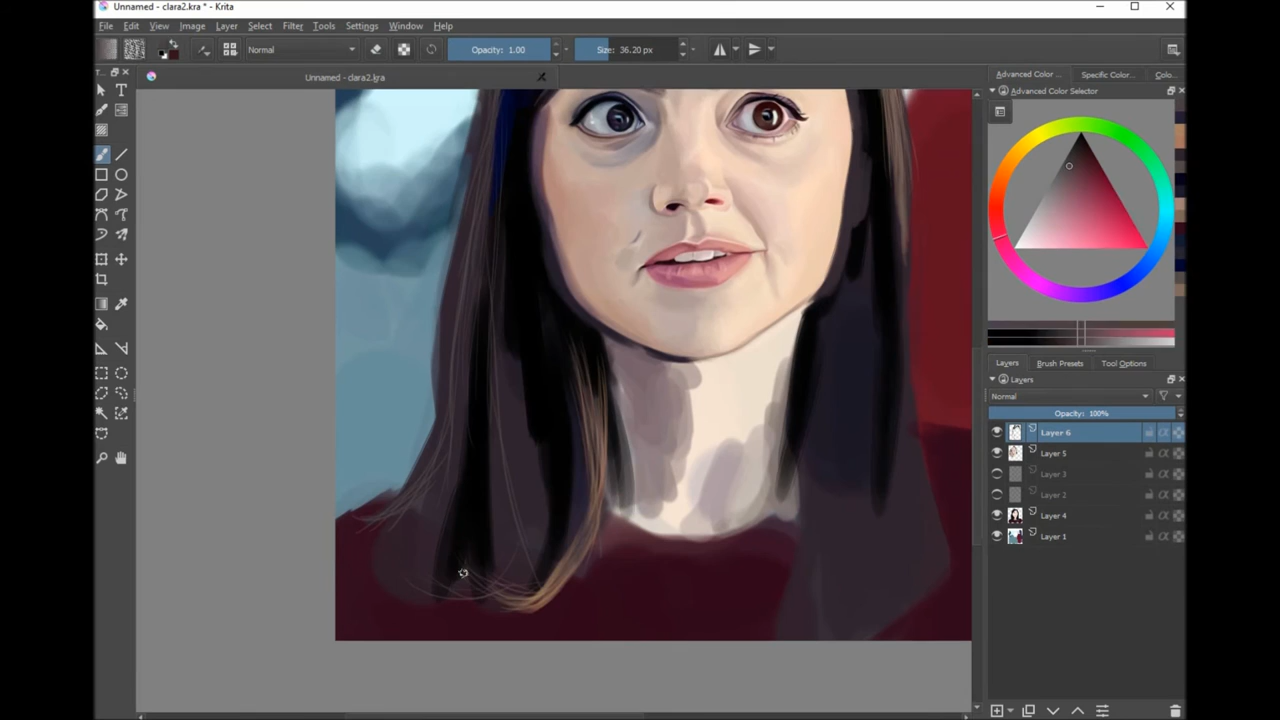 Unnamed - clara2.kra * - Krita
File Edit View Image Layer Select Filter Tools Settings Window Help
Normal Opacity: 1.00 Size: 36.20 px
T...
Unnamed - clara2.kra
Advanced Color ... Specific Color... Colo...
Advanced Color Selector
Layers Brush Presets Tool Options
Layers
Normal
Opacity: 100%
Layer 6
Layer 5
Layer 3
Layer 2
Layer 4
Layer 1